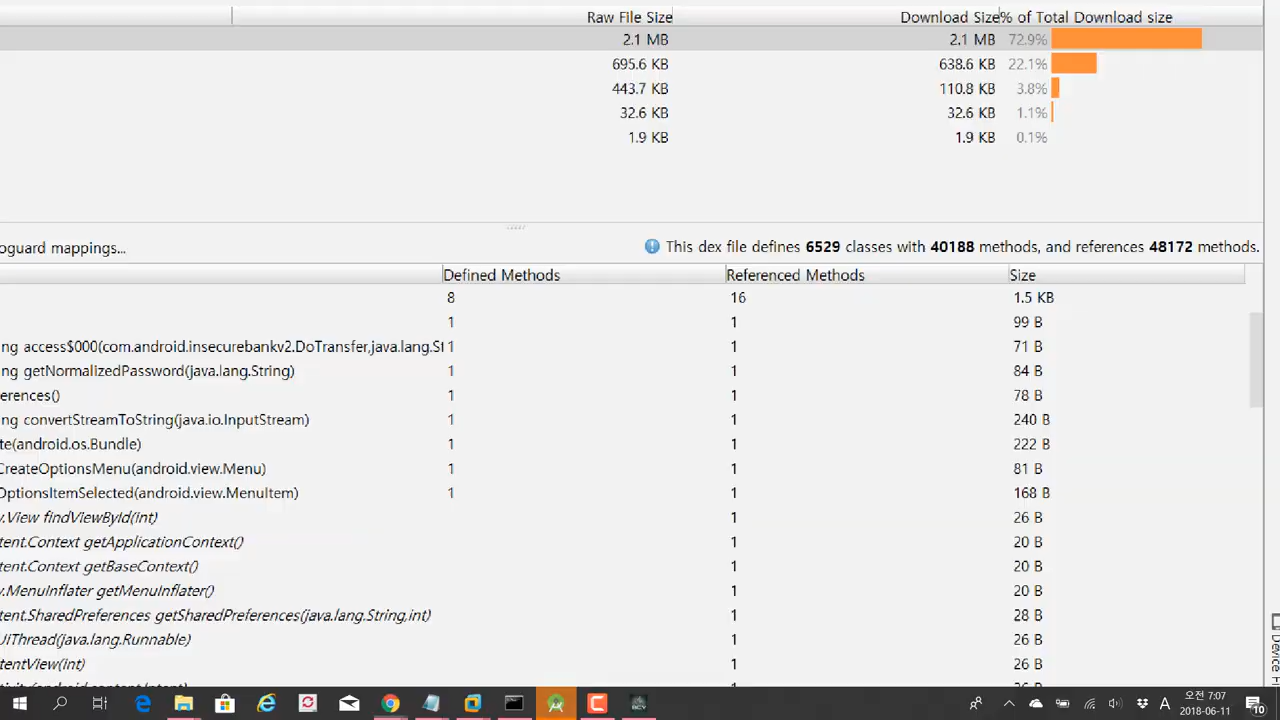 Raw File Size Download Size % of Total Download size
2.1 MB 2.1 MB 72.9%
695.6 KB 638.6 KB 22.1%
443.7 KB 110.8 KB 3.8%
32.6 KB 32.6 KB 1.1%
1.9 KB 1.9 KB 0.1%
oguard mappings... This dex file defines 6529 classes with 40188 methods, and references 48172 methods.
Defined Methods Referenced Methods Size
8 16 1.5 KB
1 1 99 B
ng access$000(com.android.insecurebankv2.DoTransfer,java.lang.St 1 1 71 B
ng getNormalizedPassword(java.lang.String) 1 1 84 B
erences() 1 1 78 B
ng convertStreamToString(java.io.InputStream) 1 1 240 B
te(android.os.Bundle) 1 1 222 B
CreateOptionsMenu(android.view.Menu) 1 1 81 B
OptionsItemSelected(android.view.MenuItem) 1 1 168 B
v.View findViewById(int) 1 26 B
tent.Context getApplicationContext() 1 20 B
tent.Context getBaseContext() 1 20 B
v.MenuInflater getMenuInflater() 1 20 B
tent.SharedPreferences getSharedPreferences(java.lang.String,int) 1 28 B
UiThread(java.lang.Runnable) 1 26 B
tentView(int) 1 26 B
Device
A 오전 7:07
2018-06-11 10